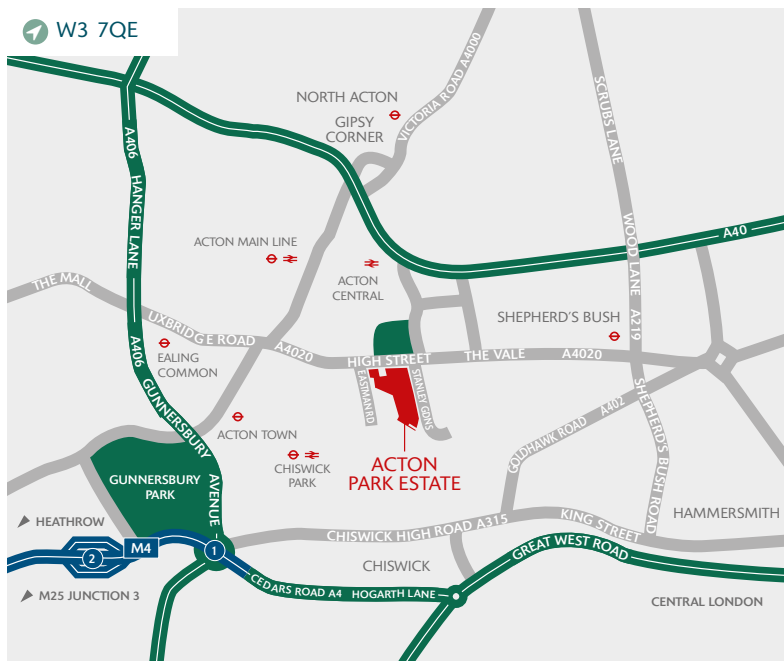 W3 7QE
NORTH ACTON
GIPSY
CORNER
VICTORIA ROAD A4000
SCRUBS LANE
A406
HANGER LANE
A40
WOOD LANE
A219
ACTON MAIN LINE
ACTON
CENTRAL
THE MALL
UXBRIDGE ROAD
A4020
SHEPHERD'S BUSH
A406
EALING
COMMON
HIGH STREET
THE VALE
A4020
EASTMAN RD
STANLEY GDNS
GUNNERSBURY
AVENUE
SHEPHERD'S BUSH ROAD
A402
GOLDHAWK ROAD
ACTON TOWN
CHISWICK
PARK
ACTON
PARK ESTATE
GUNNERSBURY
PARK
HEATHROW
M4
1
2
CHISWICK HIGH ROAD A315
KING STREET
HAMMERSMITH
GREAT WEST ROAD
CHISWICK
M25 JUNCTION 3
CEDARS ROAD A4
HOGARTH LANE
CENTRAL LONDON